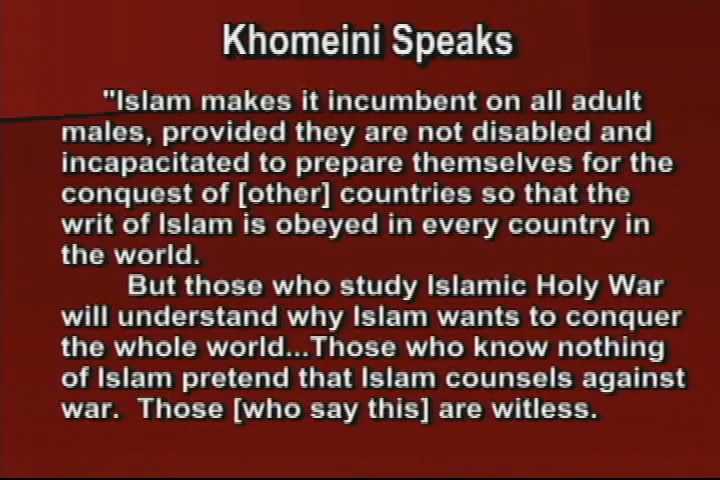 Khomeini Speaks
"Islam makes it incumbent on all adult
males, provided they are not disabled and
incapacitated to prepare themselves for the
conquest of [other] countries so that the
writ of Islam is obeyed in every country in
the world.
But those who study Islamic Holy War
will understand why Islam wants to conquer
the whole world...Those who know nothing
of Islam pretend that Islam counsels against
war. Those [who say this] are witless.